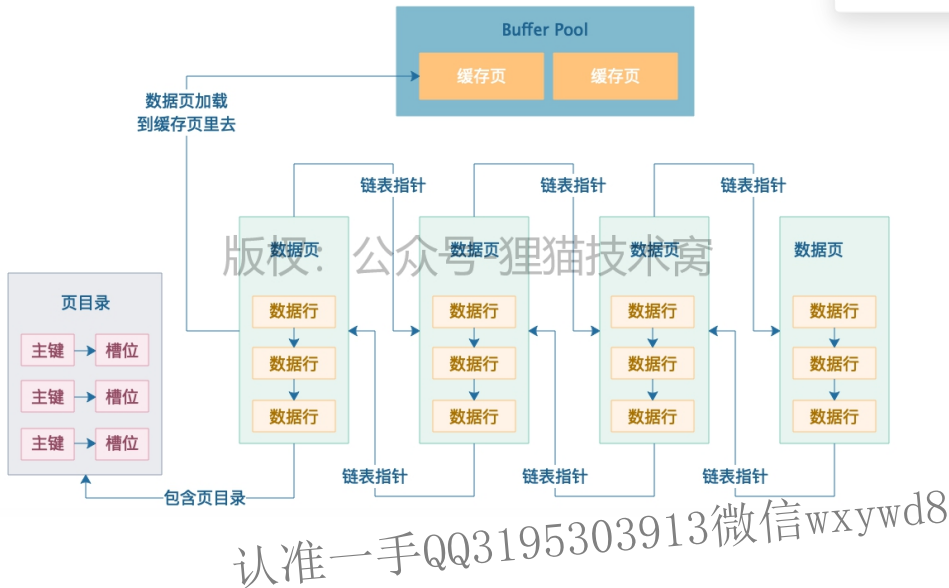 Buffer Pool
缓存页
缓存页
数据页加载
到缓存页里去
链表指针
链表指针
链表指针
数据页
数据页
数据页
数据页
版权：公众号-狸猫技术窝
页目录
数据行
数据行
数据行
数据行
主键
槽位
数据行
数据行
数据行
数据行
主键
槽位
数据行
数据行
数据行
数据行
主键
槽位
链表指针
链表指针
链表指针
包含页目录
认准一手QQ3195303913微信wxywd8